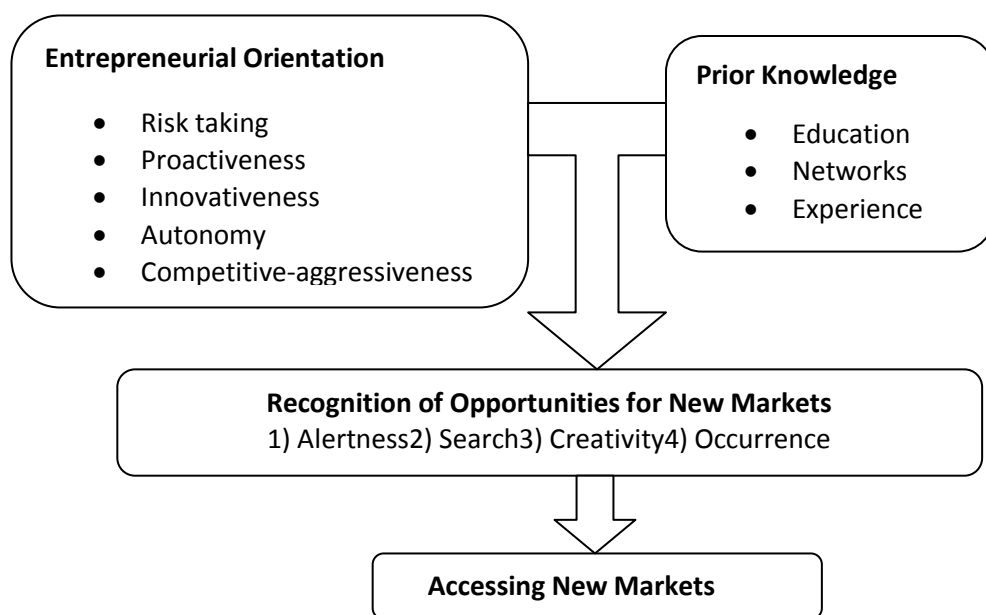 Entrepreneurial Orientation
• Risk taking
• Proactiveness
• Innovativeness
• Autonomy
• Competitive-aggressiveness
Prior Knowledge
• Education
• Networks
• Experience
Recognition of Opportunities for New Markets
1) Alertness2) Search3) Creativity4) Occurrence
Accessing New Markets